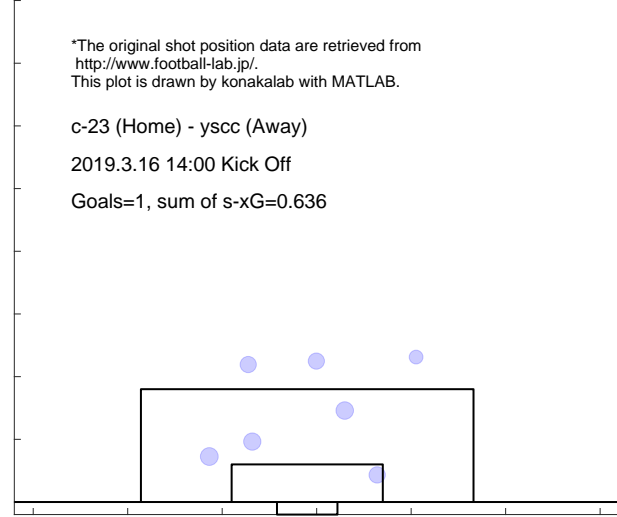 *The original shot position data are retrieved from
http://www.football-lab.jp/.
This plot is drawn by konakalab with MATLAB.
c-23 (Home) - yscc (Away)
2019.3.16 14:00 Kick Off
Goals=1, sum of s-xG=0.636